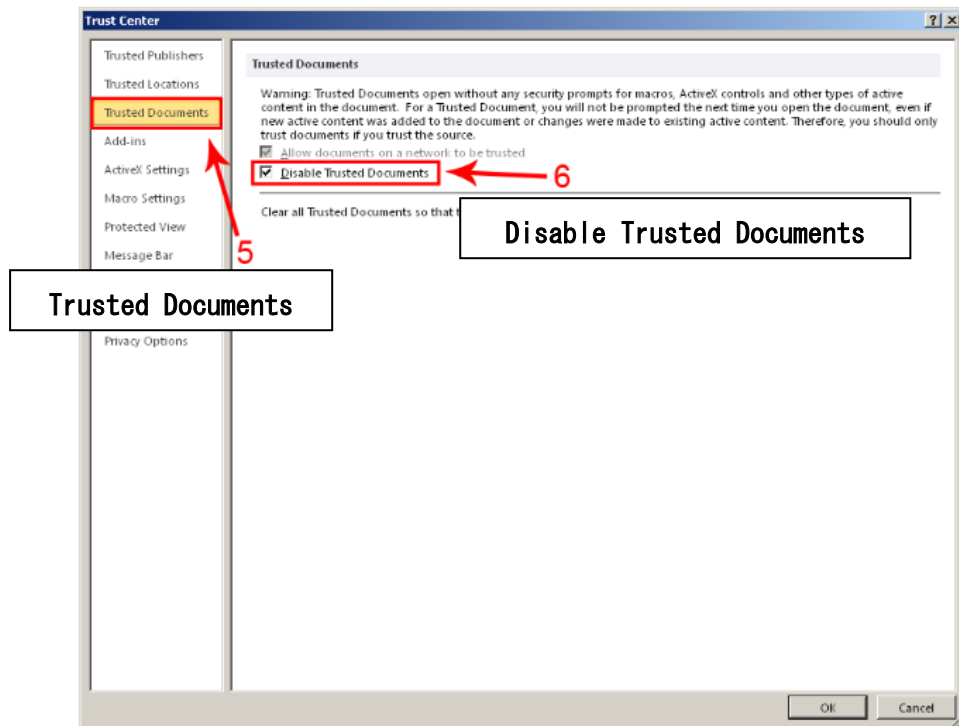 Trust Center
Trusted Publishers
Trusted Locations
Trusted Documents
Add-ins
ActiveX Settings
Macro Settings
Protected View
Message Bar
Privacy Options
Trusted Documents
Warning: Trusted Documents open without any security prompts for macros, ActiveX controls and other types of active
content in the document. For a Trusted Document, you will not be prompted the next time you open the document, even if
new active content was added to the document or changes were made to existing active content. Therefore, you should only
trust documents if you trust the source.
Allow documents on a network to be trusted
Disable Trusted Documents
6
Clear all Trusted Documents so that
Disable Trusted Documents
5
Trusted Documents
OK
Cancel